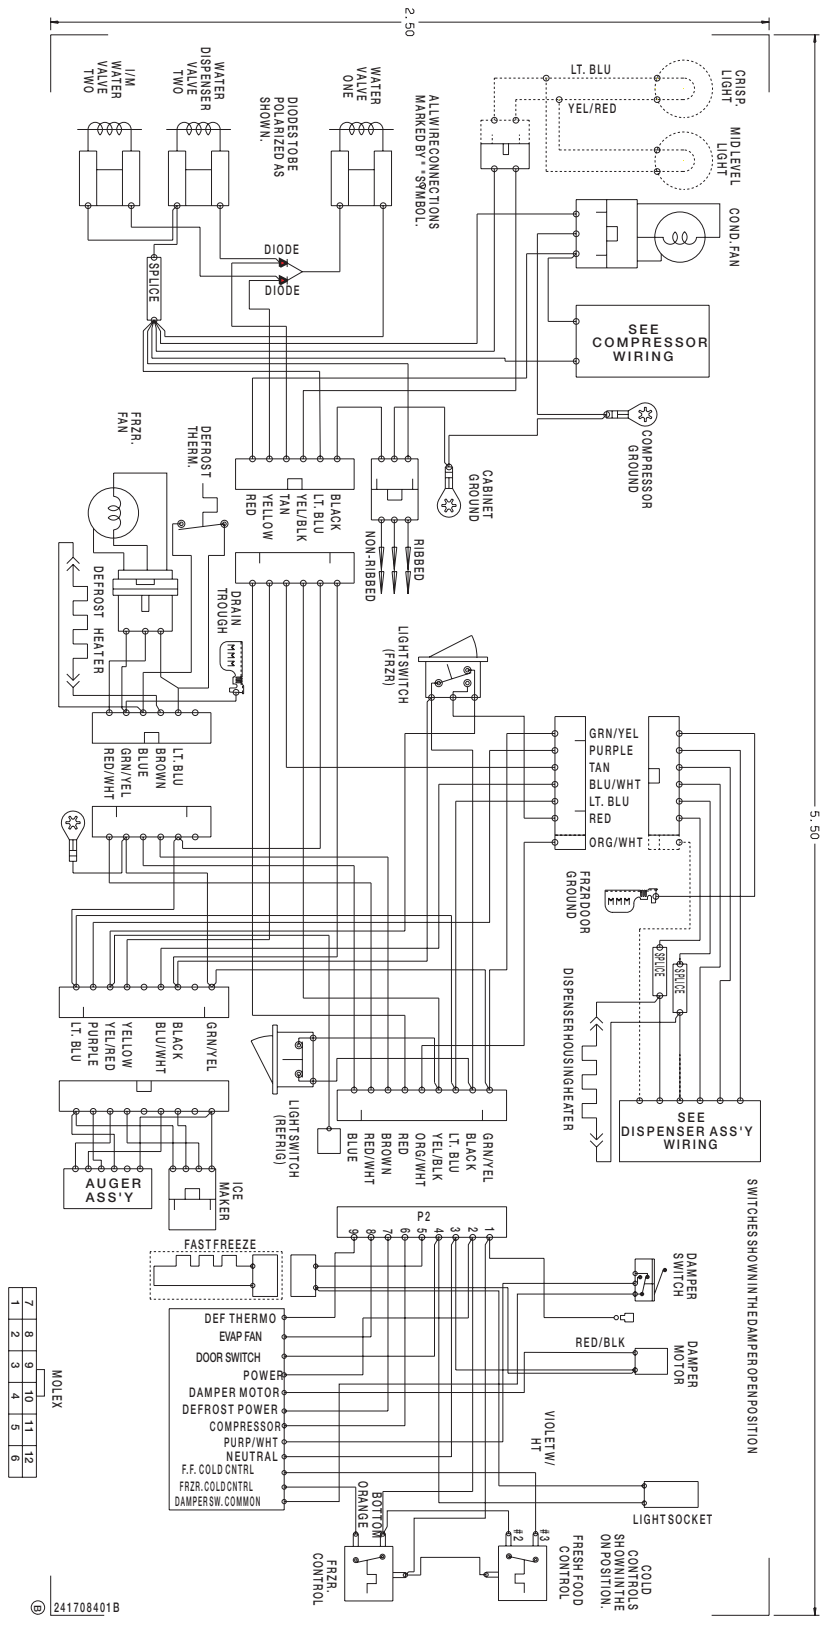 2.50
I/M
WATER
VALVE
TWO
WATER
DISPENSER
VALVE
TWO
DIODES TO BE
POLARIZED AS
SHOWN.
WATER
VALVE
ONE
ALL WIRE CONNECTIONS
MARKED BY "*" SYMBOL.
LT. BLU
YEL/RED
CRISP.
LIGHT
MID LEVEL
LIGHT
COND. FAN
DIODE
DIODE
SPLICE
SEE
COMPRESSOR
WIRING
COMPRESSOR
GROUND
CABINET
GROUND
FRZR.
FAN
DEFROST
THERM.
RED
YELLOW
TAN
YEL/BLK
LT. BLU
BLACK
NON-RIBBED
RIBBED
DEFROST HEATER
DRAIN
TROUGH
LIGHT SWITCH
(FRZR)
RED/WHT
GRN/YEL
BLUE
BROWN
LT. BLU
GRN/YEL
PURPLE
TAN
BLU/WHT
LT. BLU
RED
ORG/WHT
5.50
FRZR DOOR
GROUND
SPLICE
SPLICE
DISPENSER HOUSING HEATER
LT. BLU
PURPLE
YEL/RED
YELLOW
BLU/WHT
BLACK
GRN/YEL
LIGHT SWITCH
(REFRIG)
BLUE
RED/WHT
BROWN
RED
ORG/WHT
YEL/BLK
LT. BLU
BLACK
GRN/YEL
SEE
DISPENSER ASS'Y
WIRING
AUGER
ASS'Y
ICE
MAKER
SWITCHES SHOWN IN THE DAMPER OPEN POSITION
P2
9 8 7 6 5 4 3 2 1
FAST FREEZE
DAMPER
SWITCH
DEF THERMO
EVAP FAN
DOOR SWITCH
POWER
DAMPER MOTOR
DEFROST POWER
COMPRESSOR
PURP/WHT
NEUTRAL
F.F. COLD CNTRL
FRZR. COLD CNTRL
DAMPER SW. COMMON
RED/BLK
DAMPER
MOTOR
MOLEX
7 8 9 10 11 12
1 2 3 4 5 6
VIOLET W/
HT
LIGHT SOCKET
ORANGE
BOTTOM
FRZR.
CONTROL
#2
#3
FRESH FOOD
CONTROL
COLD
CONTROLS
SHOWN IN THE
ON POSITION.
B
241708401B